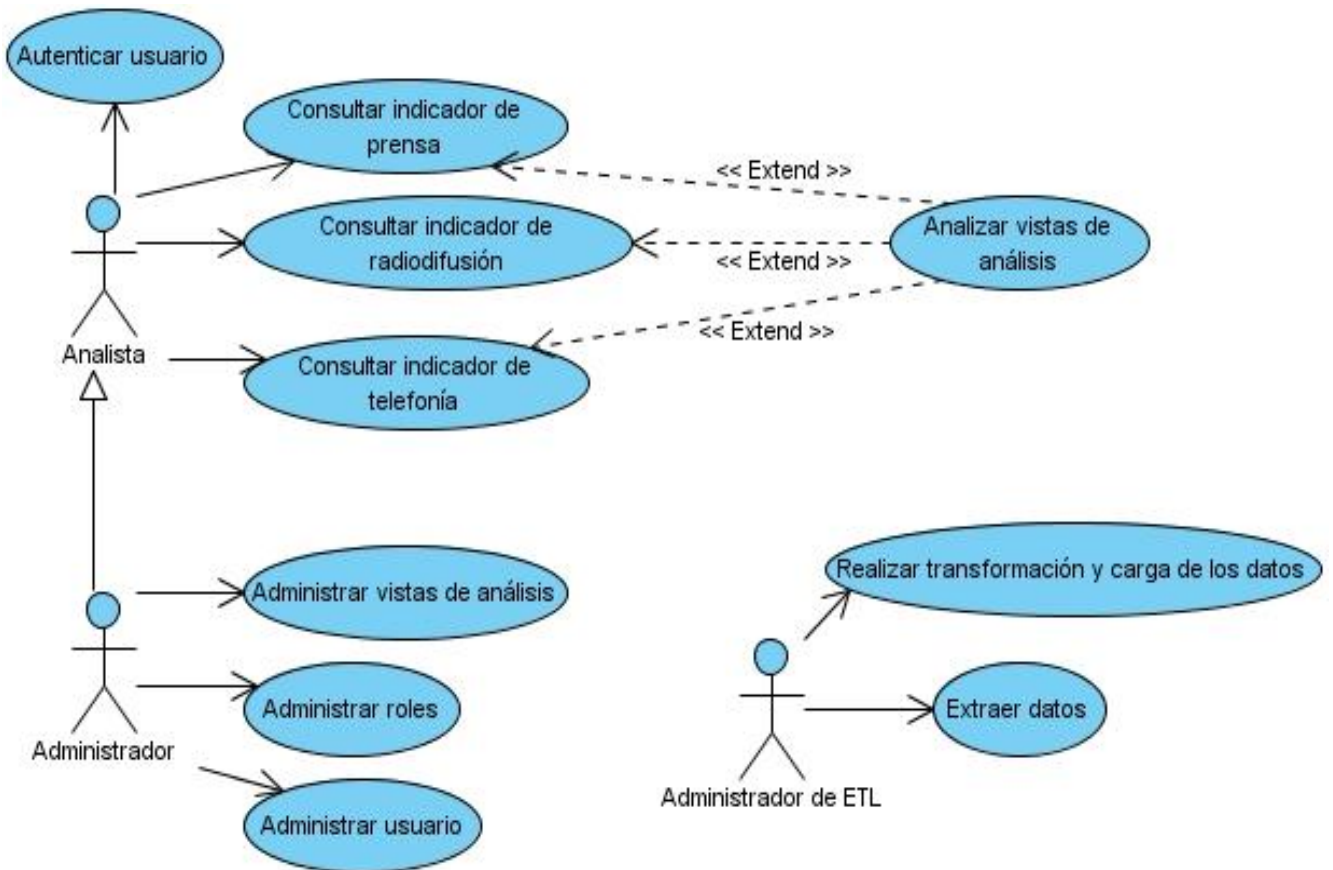 Autenticar usuario
Consultar indicador de
prensa
<< Extend >>
Consultar indicador de
radiodifusión
<< Extend >>
Analizar vistas de
análisis
<< Extend >>
Analista
Consultar indicador de
telefonía
Administrar vistas de análisis
Realizar transformación y carga de los datos
Administrar roles
Extraer datos
Administrador
Administrador de ETL
Administrar usuario